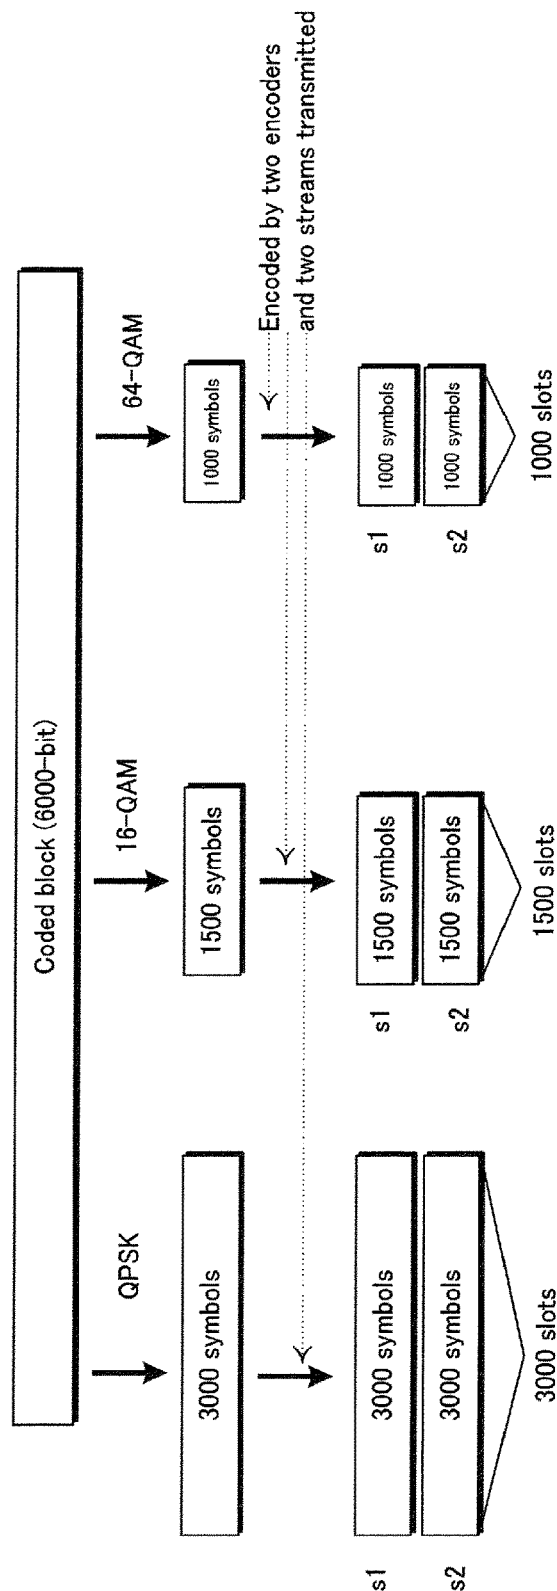 Coded block (6000-bit)
QPSK
16-QAM
64-QAM
3000 symbols
1500 symbols
1000 symbols
Encoded by two encoders
and two streams transmitted
s1
3000 symbols
s1
1500 symbols
s1
1000 symbols
s2
3000 symbols
s2
1500 symbols
s2
1000 symbols
3000 slots
1500 slots
1000 slots